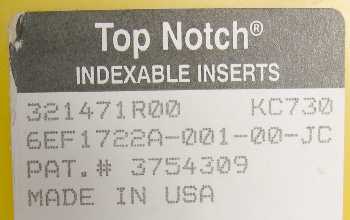 Top Notch®
INDEXABLE INSERTS
321471R00 KC730
6EF1722A-001-00-JC
PAT.# 3754309
MADE IN USA